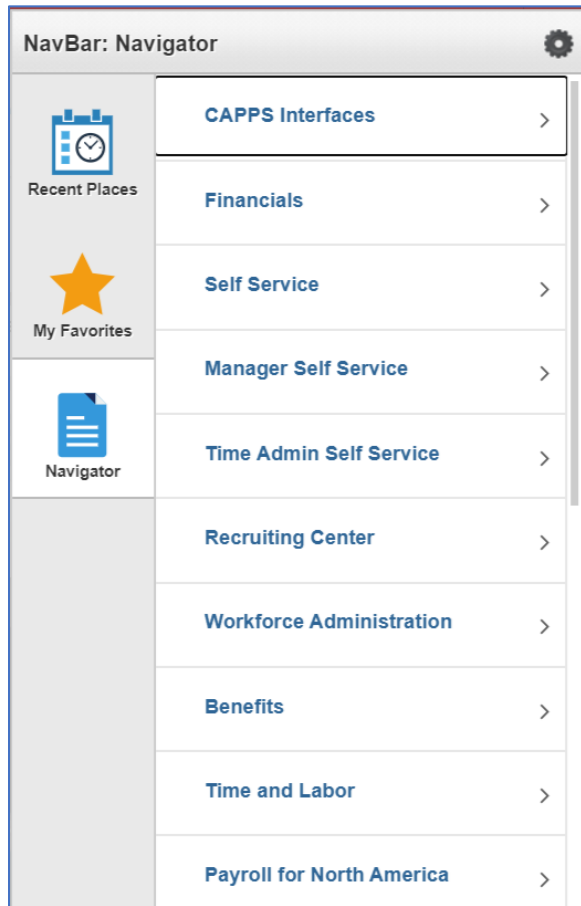 NavBar: Navigator
Recent Places
My Favorites
Navigator
CAPPS Interfaces
Financials
Self Service
Manager Self Service
Time Admin Self Service
Recruiting Center
Workforce Administration
Benefits
Time and Labor
Payroll for North America